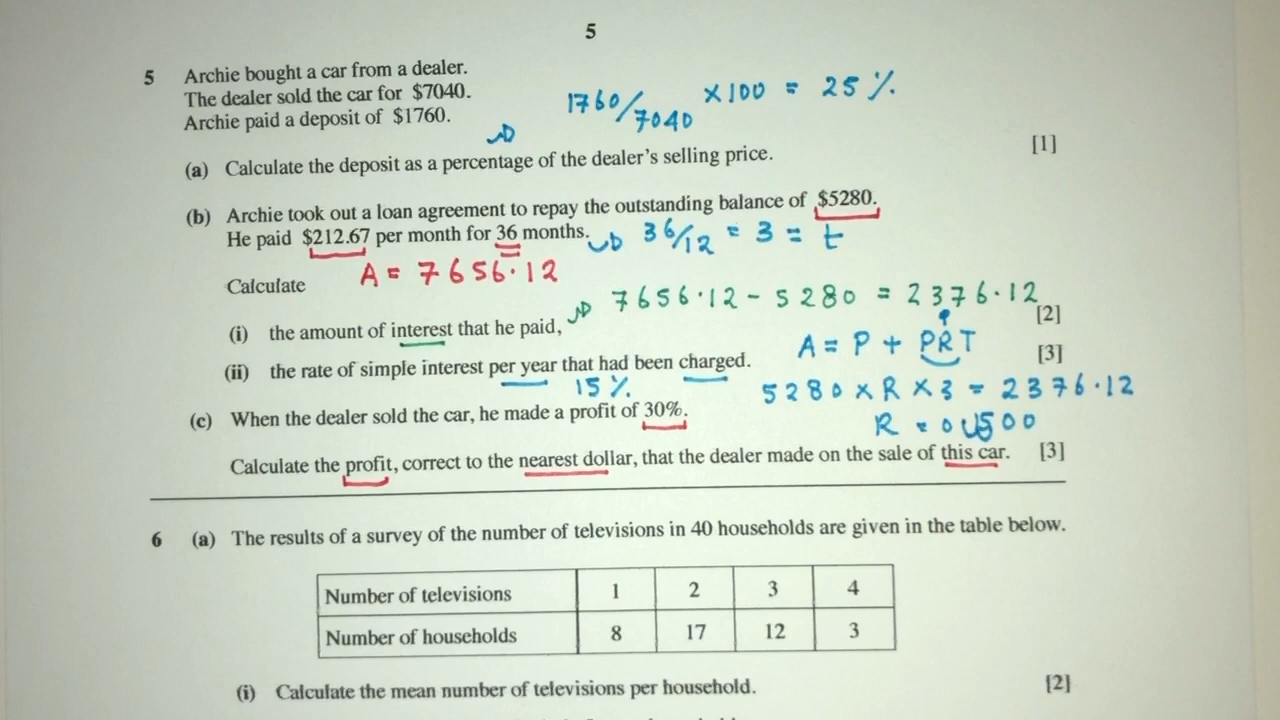 5
5 Archie bought a car from a dealer.
The dealer sold the car for $7040.
Archie paid a deposit of $1760.
1760/7040 ×100 = 25 %
(a) Calculate the deposit as a percentage of the dealer's selling price. [1]
(b) Archie took out a loan agreement to repay the outstanding balance of $5280.
He paid $212.67 per month for 36 months. 36/12 = 3 = t
Calculate A = 7656.12
7656.12 - 5280 = 2376.12
(i) the amount of interest that he paid, [2]
A = P + PRT
(ii) the rate of simple interest per year that had been charged. [3]
15 % 5280 × R × 3 = 2376.12
(c) When the dealer sold the car, he made a profit of 30%.
R =
Calculate the profit, correct to the nearest dollar, that the dealer made on the sale of this car. [3]
6 (a) The results of a survey of the number of televisions in 40 households are given in the table below.
Number of televisions 1 2 3 4
Number of households 8 17 12 3
(i) Calculate the mean number of televisions per household. [2]